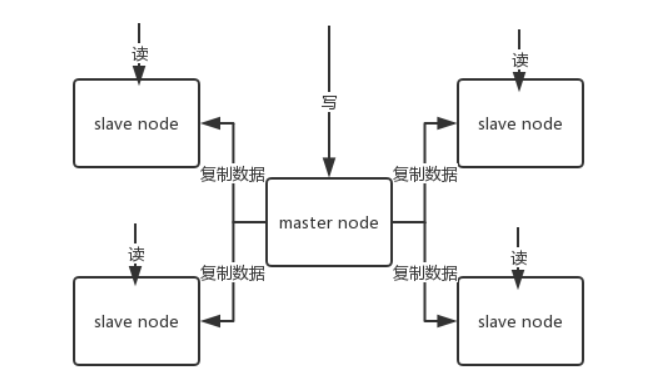 读
写
读
slave node
slave node
复制数据
复制数据
master node
读
读
复制数据
复制数据
slave node
slave node